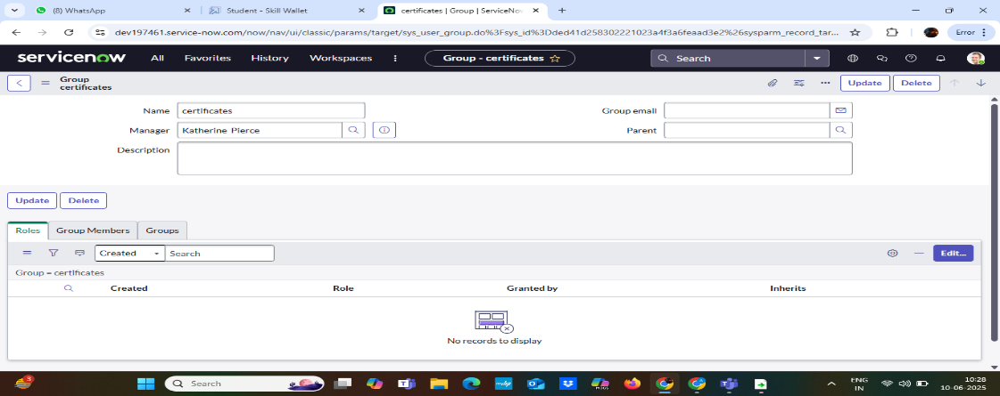 (8) WhatsApp
Student - Skill Wallet
certificates | Group | ServiceNow
dev197461.service-now.com/now/nav/ui/classic/params/target/sys_user_group.do%3Fsys_id%3Dded41d258302221023a4f3a6feaad3e2%26sysparm_record_tar...
Error
servicenow
All Favorites History Workspaces
Group - certificates
Search
Group
certificates
Update Delete
Name certificates
Group email
Manager Katherine Pierce
Parent
Description
Update Delete
Roles Group Members Groups
Created Search
Edit...
Group = certificates
Created Role Granted by Inherits
No records to display
3
Search
ENG
IN
10:28
10-06-2025